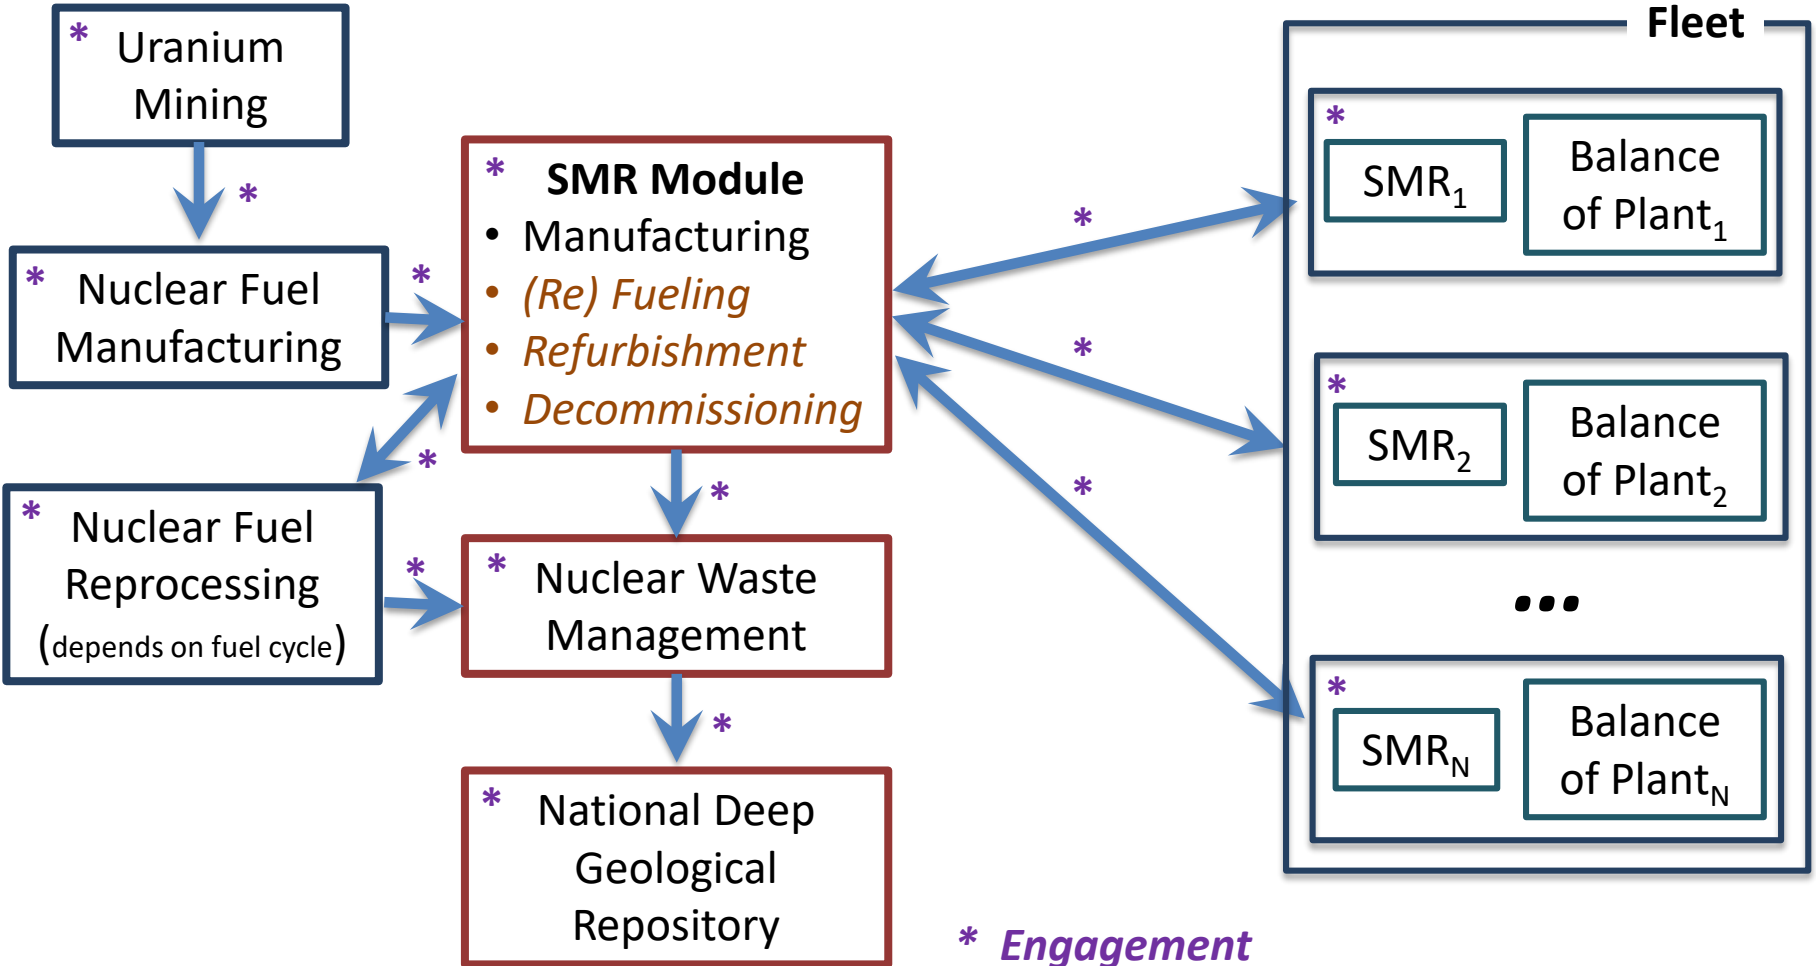 * Uranium
Mining
*
* Nuclear Fuel
Manufacturing
*
* SMR Module
• Manufacturing
• (Re) Fueling
• Refurbishment
• Decommissioning
*
* Nuclear Fuel
Reprocessing
(depends on fuel cycle)
*
*
* Nuclear Waste
Management
*
* National Deep
Geological
Repository
*
*
*
Fleet
*
SMR₁
Balance
of Plant₁
*
SMR₂
Balance
of Plant₂
...
*
SMR_N
Balance
of Plant_N
* Engagement